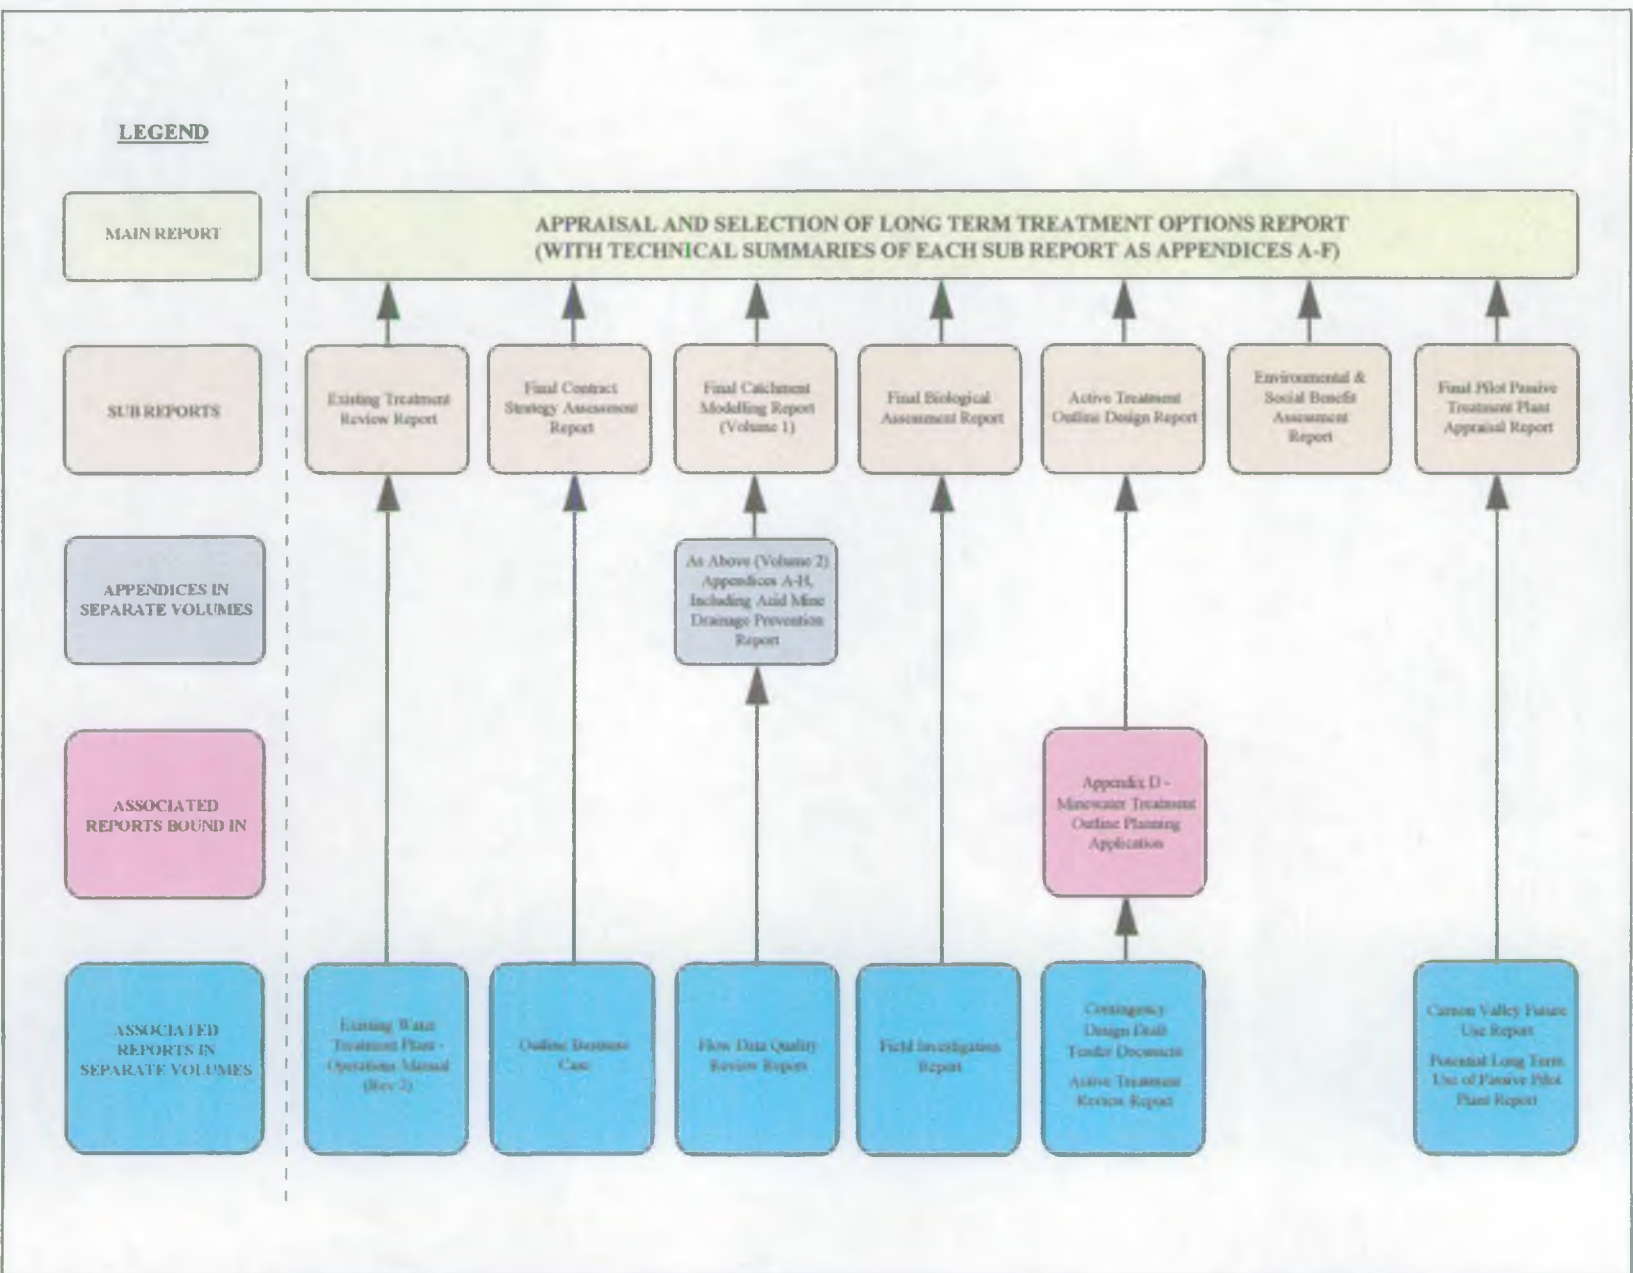 LEGEND
MAIN REPORT
APPRAISAL AND SELECTION OF LONG TERM TREATMENT OPTIONS REPORT
(WITH TECHNICAL SUMMARIES OF EACH SUB REPORT AS APPENDICES A-F)
SUB REPORTS
Existing Treatment
Review Report
Final Contract
Strategy Assessment
Report
Final Catchment
Modelling Report
(Volume 1)
Final Biological
Assessment Report
Active Treatment
Outline Design Report
Environmental &
Social Benefit
Assessment
Report
Final Pilot Passive
Treatment Plant
Appraisal Report
APPENDICES IN
SEPARATE VOLUMES
As Above (Volume 2)
Appendices A-H,
Including Acid Mine
Drainage Prevention
Report
ASSOCIATED
REPORTS BOUND IN
Appendix D -
Minewater Treatment
Outline Planning
Application
ASSOCIATED
REPORTS IN
SEPARATE VOLUMES
Existing Water
Treatment Plant -
Operations Manual
(Rev 2)
Outline Business
Case
Flow Data Quality
Review Report
Field Investigation
Report
Contingency
Design Draft
Tender Document
Active Treatment
Review Report
Carnon Valley Future
Use Report
Potential Long Term
Use of Passive Pilot
Plant Report